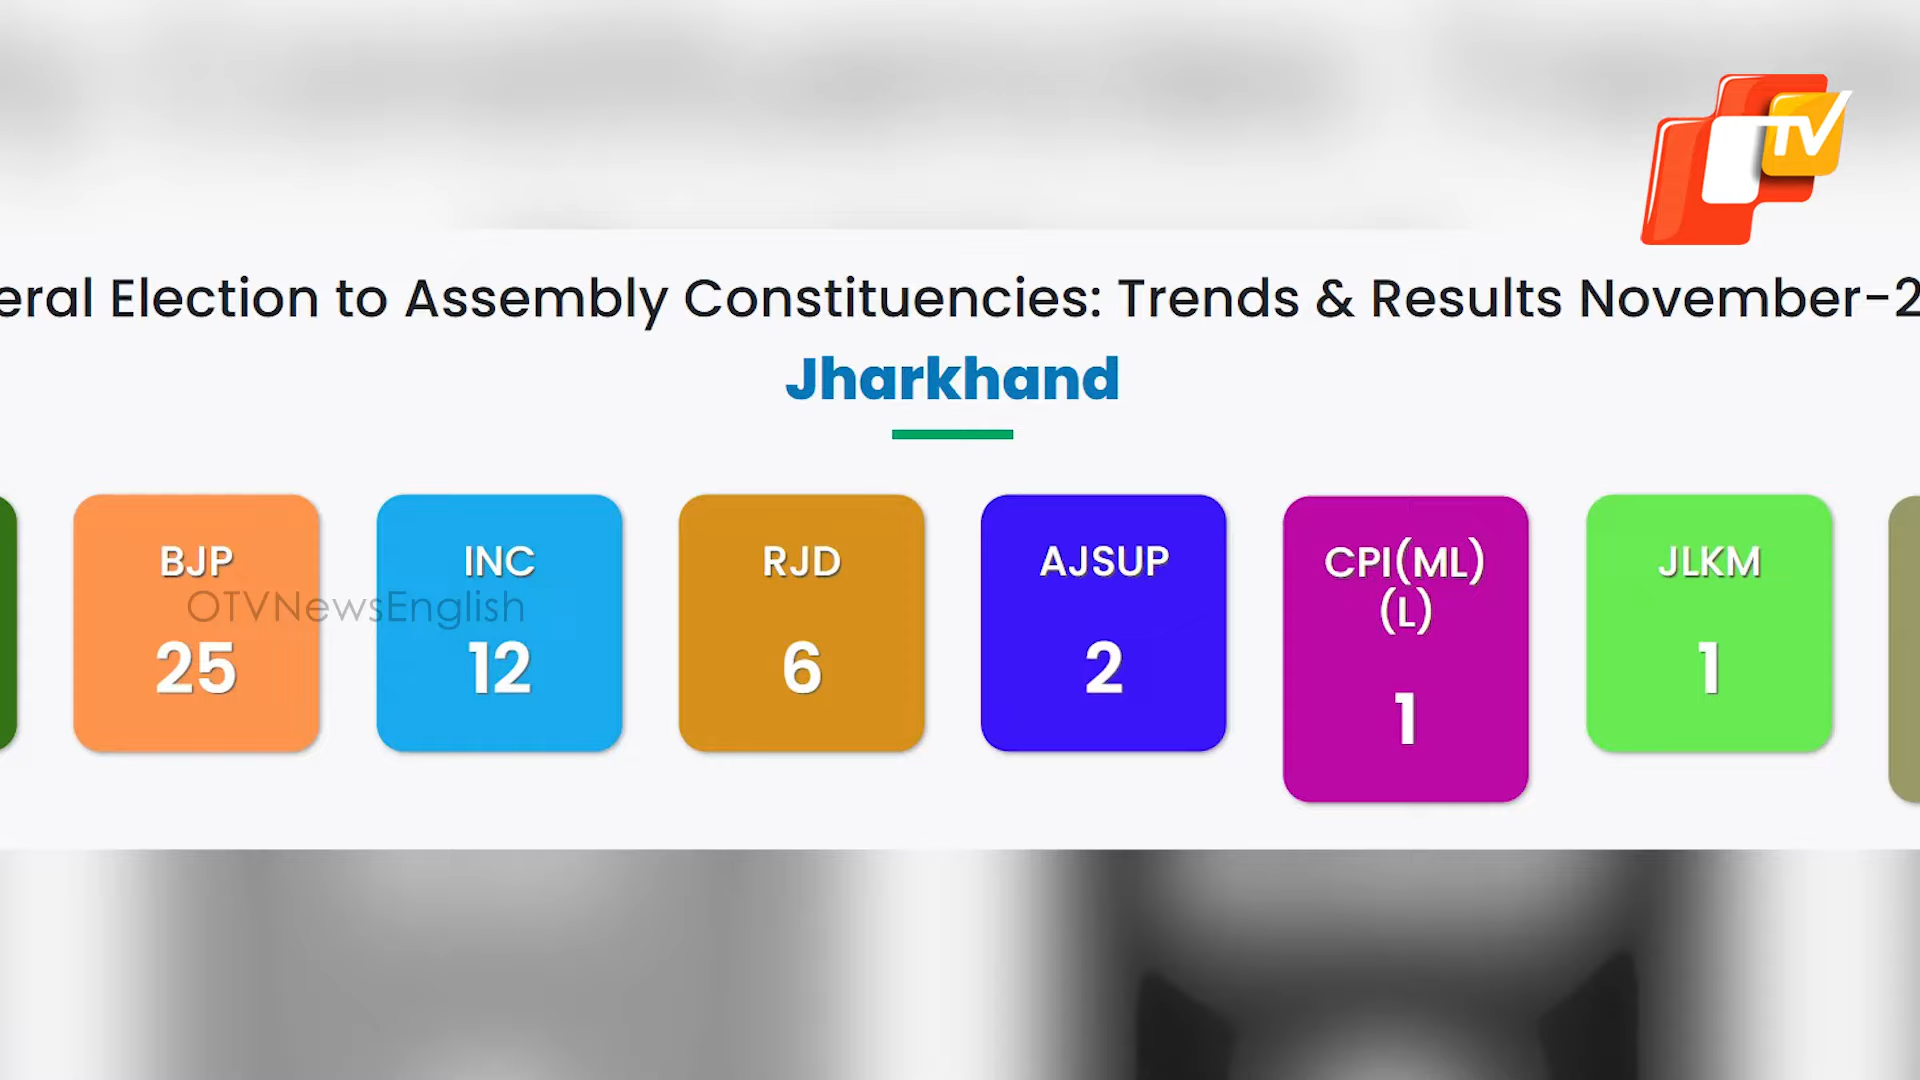 TV
eral Election to Assembly Constituencies: Trends & Results November-2
Jharkhand
BJP
25
INC
12
RJD
6
AJSUP
2
CPI(ML)
(L)
1
JLKM
1
OTVNewsEnglish